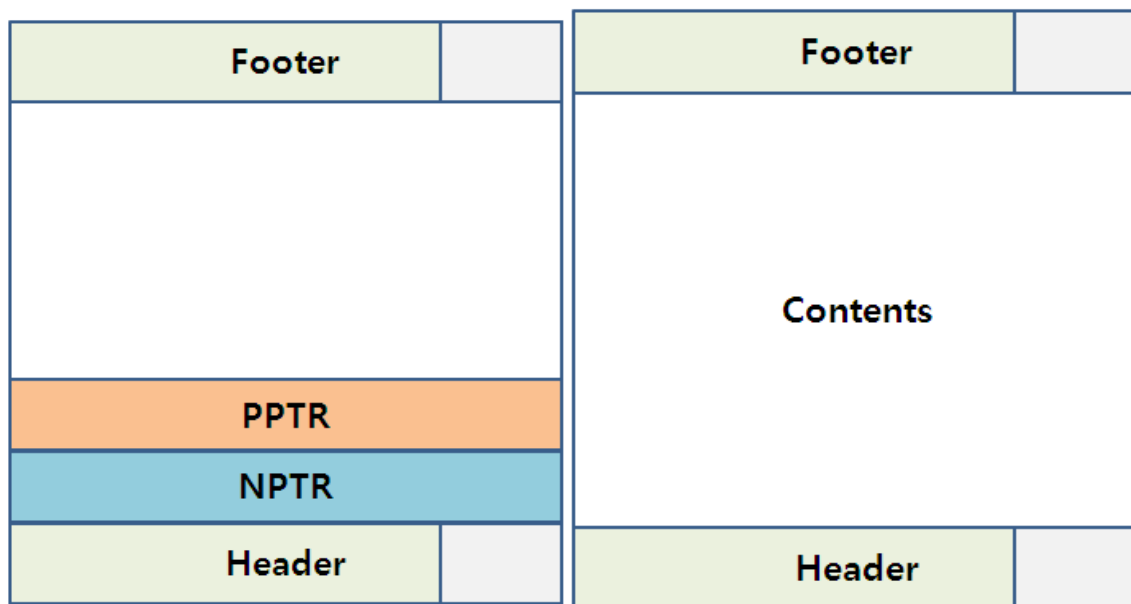 Footer
PPTR
NPTR
Header
Footer
Contents
Header